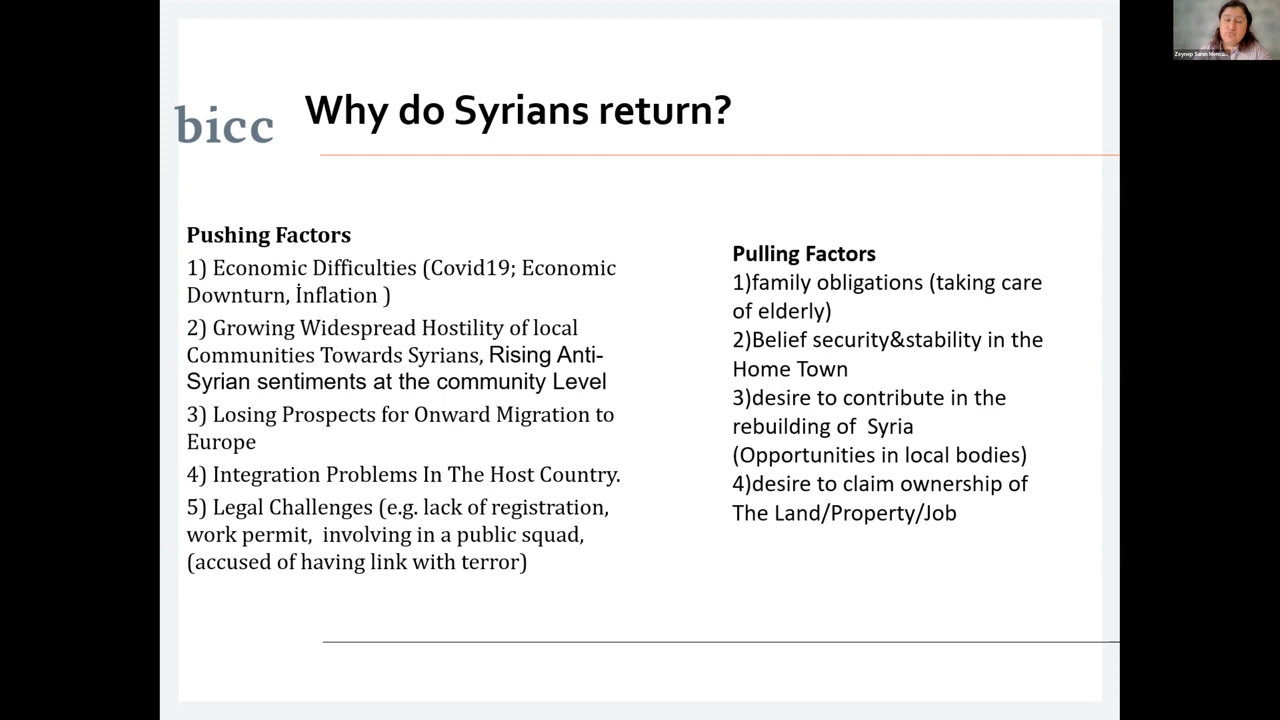 bicc
Why do Syrians return?
Pushing Factors
1) Economic Difficulties (Covid19; Economic
Downturn, İnflation )
2) Growing Widespread Hostility of local
Communities Towards Syrians, Rising Anti-
Syrian sentiments at the community Level
3) Losing Prospects for Onward Migration to
Europe
4) Integration Problems In The Host Country.
5) Legal Challenges (e.g. lack of registration,
work permit,  involving in a public squad,
(accused of having link with terror)
Pulling Factors
1)family obligations (taking care
of elderly)
2)Belief security&stability in the
Home Town
3)desire to contribute in the
rebuilding of  Syria
(Opportunities in local bodies)
4)desire to claim ownership of
The Land/Property/Job
Zeynep Sahin